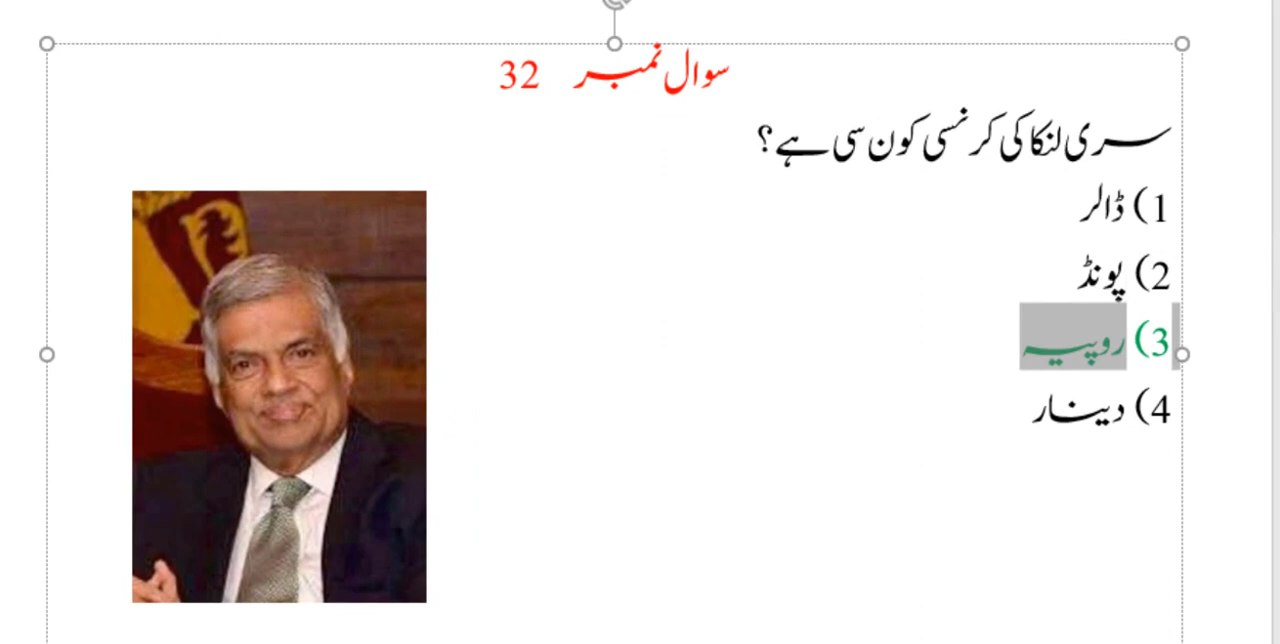 سوال نمبر 32
سری لنکا کی کرنسی کون سی ہے؟
1) ڈالر
2) پونڈ
3) روپیہ
4) دینار